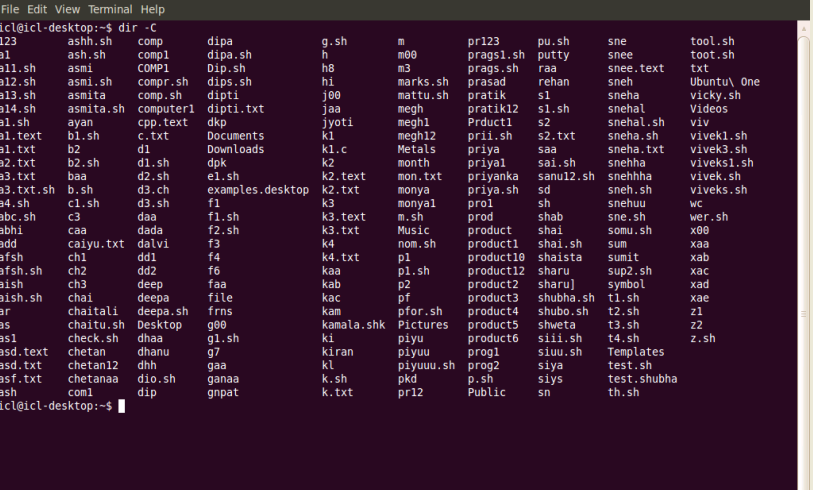 File Edit View Terminal Help
icl@icl-desktop:~$ dir -C
123 ashh.sh comp dipa g.sh m pr123 pu.sh sne tool.sh
a1 ash.sh comp1 dipa.sh h m00 prags1.sh putty snee toot.sh
a11.sh asmi COMP1 Dip.sh h8 m3 prags.sh raa snee.text txt
a12.sh asmi.sh compr.sh dips.sh hi marks.sh prasad rehan sneh Ubuntu\ One
a13.sh asmita comp.sh dipti j00 mattu.sh pratik s1 sneha vicky.sh
a14.sh asmita.sh computer1 dipti.txt jaa megh pratik12 s1.sh snehal Videos
a1.sh ayan cpp.text dkp jyoti megh1 Prduct1 s2 snehal.sh viv
a1.text b1.sh c.txt Documents k1 megh12 prii.sh s2.txt sneha.sh vivek1.sh
a1.txt b2 d1 Downloads k1.c Metals priya saa sneha.txt vivek3.sh
a2.txt b2.sh d1.sh dpk k2 month priya1 sai.sh snehha viveks1.sh
a3.txt baa d2.sh e1.sh k2.text mon.txt priyanka sanu12.sh snehhha vivek.sh
a3.txt.sh b.sh d3.ch examples.desktop k2.txt monya priya.sh sd sneh.sh viveks.sh
a4.sh c1.sh d3.sh f1 k3 monya1 pro1 sh snehuu wc
abc.sh c3 daa f1.sh k3.text m.sh prod shab sne.sh wer.sh
abhi caa dada f2.sh k3.txt Music product shai somu.sh x00
add caiyu.txt dalvi f3 k4 nom.sh product1 shai.sh sum xaa
afsh ch1 dd1 f4 k4.txt p1 product10 shaista sumit xab
afsh.sh ch2 dd2 f6 kaa p1.sh product12 sharu sup2.sh xac
aish ch3 deep faa kab p2 product2 sharu] symbol xad
aish.sh chai deepa file kac pf product3 shubha.sh t1.sh xae
ar chaitali deepa.sh frns kam pfor.sh product4 shubo.sh t2.sh z1
as chaitu.sh Desktop g00 kamala.shk Pictures product5 shweta t3.sh z2
as1 check.sh dhaa g1.sh ki piyu product6 siii.sh t4.sh z.sh
asd.text chetan dhanu g7 kiran piyuu prog1 siuu.sh Templates
asd.txt chetan12 dhh gaa kl piyuuu.sh prog2 siya test.sh
asf.txt chetanaa dio.sh ganaa k.sh pkd p.sh siys test.shubha
ash com1 dip gnpat k.txt pr12 Public sn th.sh
icl@icl-desktop:~$